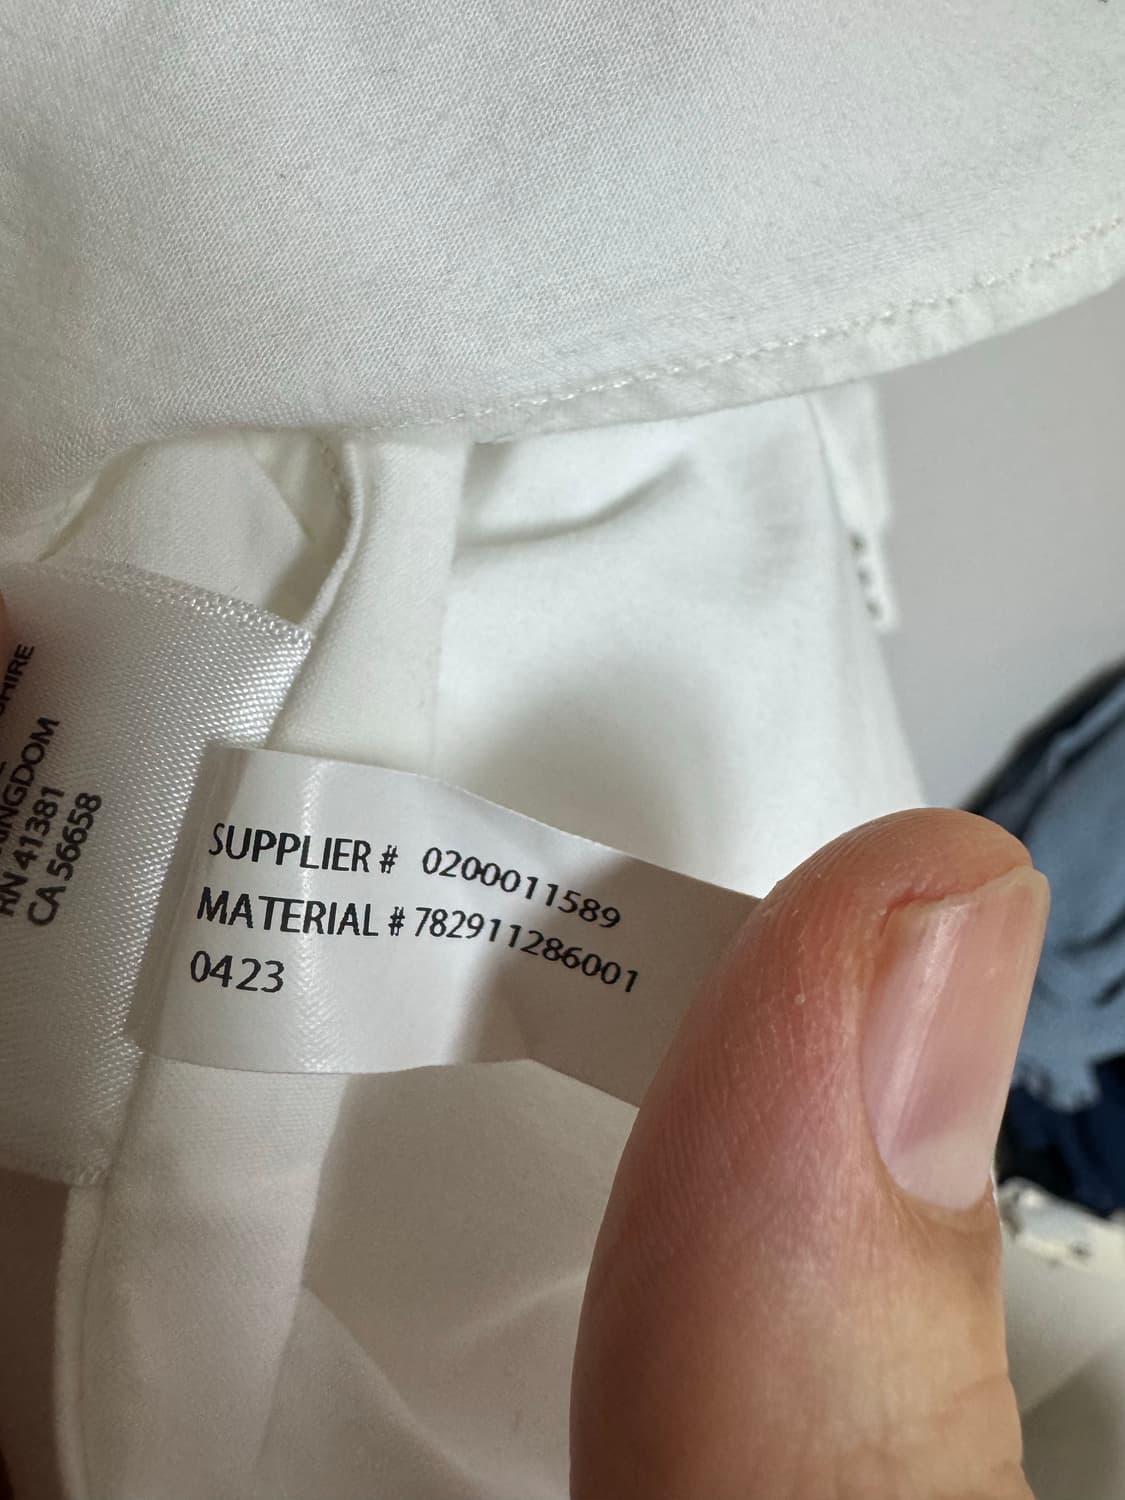 KINGDOM
RN 41381
CA 56658
SUPPLIER # 0200011589
MATERIAL # 782911286001
0423